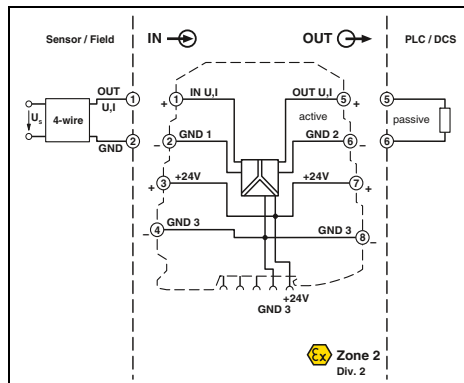 Sensor / Field
IN
OUT
PLC / DCS
OUT
U,I
1
+
1
IN U,I
OUT U,I
5
+
5
Us
4-wire
active
passive
GND
2
–
2
GND 1
GND 2
6
–
6
+
3
+24V
+24V
7
+
–
4
GND 3
GND 3
8
–
+24V
GND 3
Ex
Zone 2
Div. 2